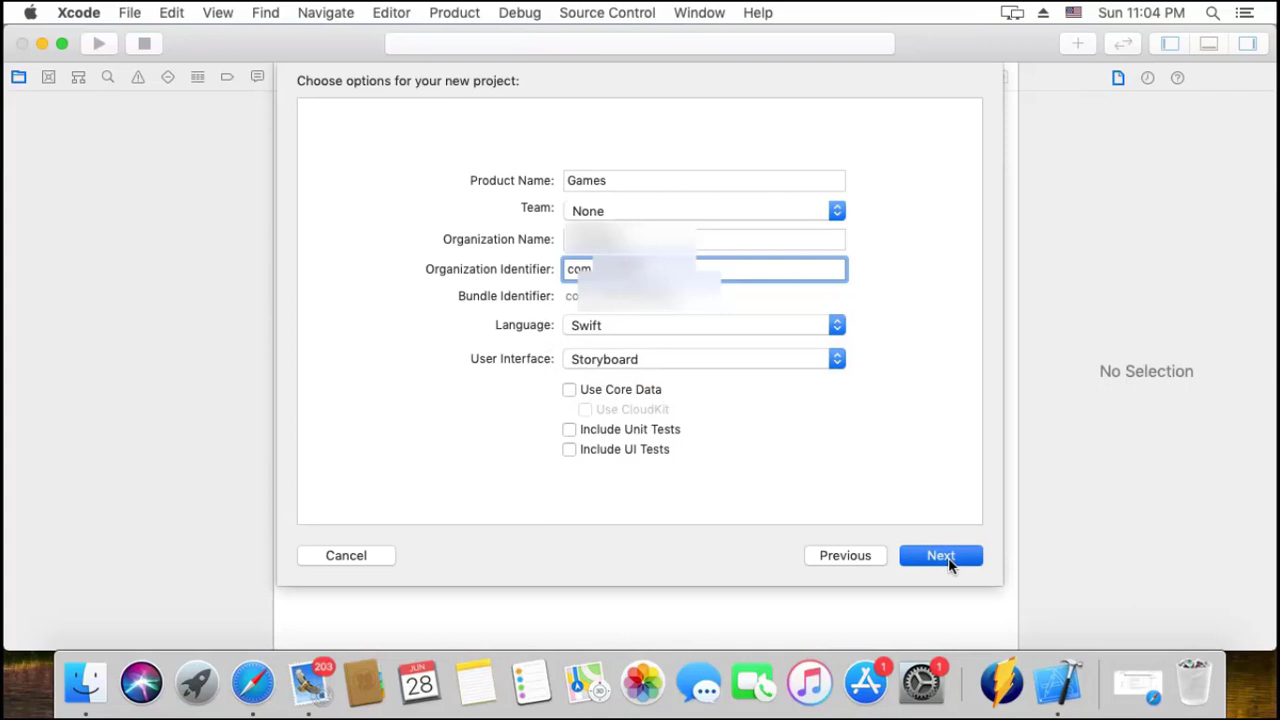 Xcode File Edit View Find Navigate Editor Product Debug Source Control Window Help Sun 11:04 PM
Choose options for your new project:
Product Name: Games
Team: None
Organization Name:
Organization Identifier: com
Bundle Identifier: co
Language: Swift
User Interface: Storyboard
Use Core Data
Use CloudKit
Include Unit Tests
Include UI Tests
No Selection
Cancel Previous Next
203 JUN 28 1 1